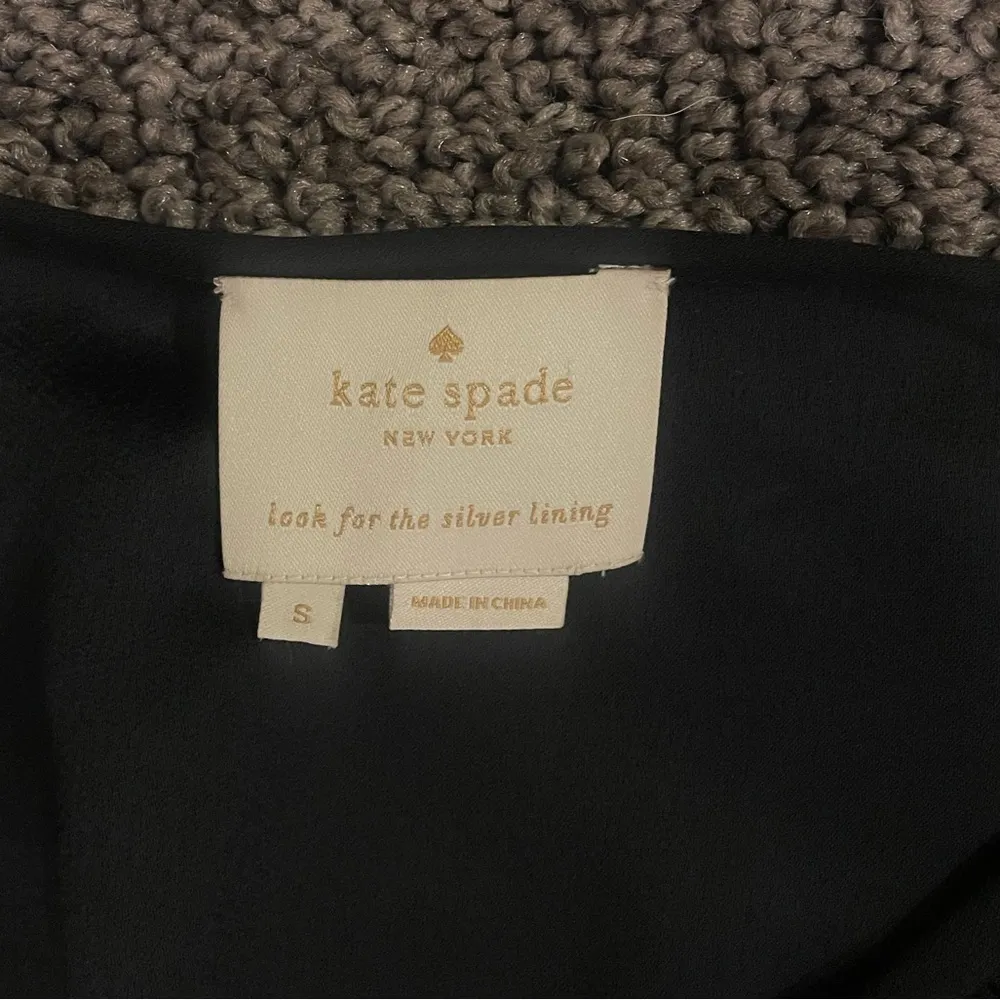 kate spade
NEW YORK
look for the silver lining
S
MADE IN CHINA